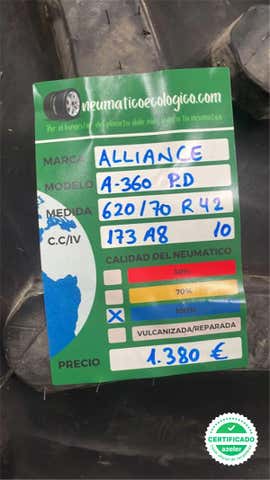 neumaticoecologico.com
MARCA ALLIANCE
MODELO A-360 P.D
MEDIDA 620/70 R42
C.C/IV 173 A8 10
CALIDAD DEL NEUMATICO
50%
70%
100%
VULCANIZADA/REPARADA
PRECIO 1.380 €
CERTIFICADO
azeler